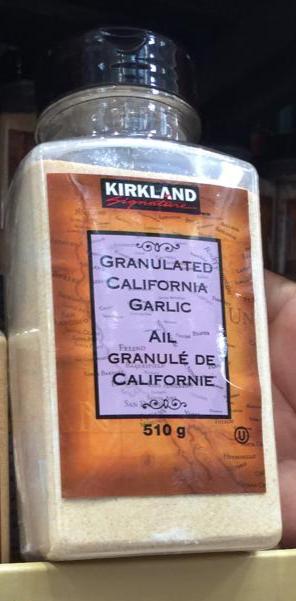 KIRKLAND
Signature
GRANULATED
CALIFORNIA
GARLIC
AIL
GRANULÉ DE
CALIFORNIE
510 g
U